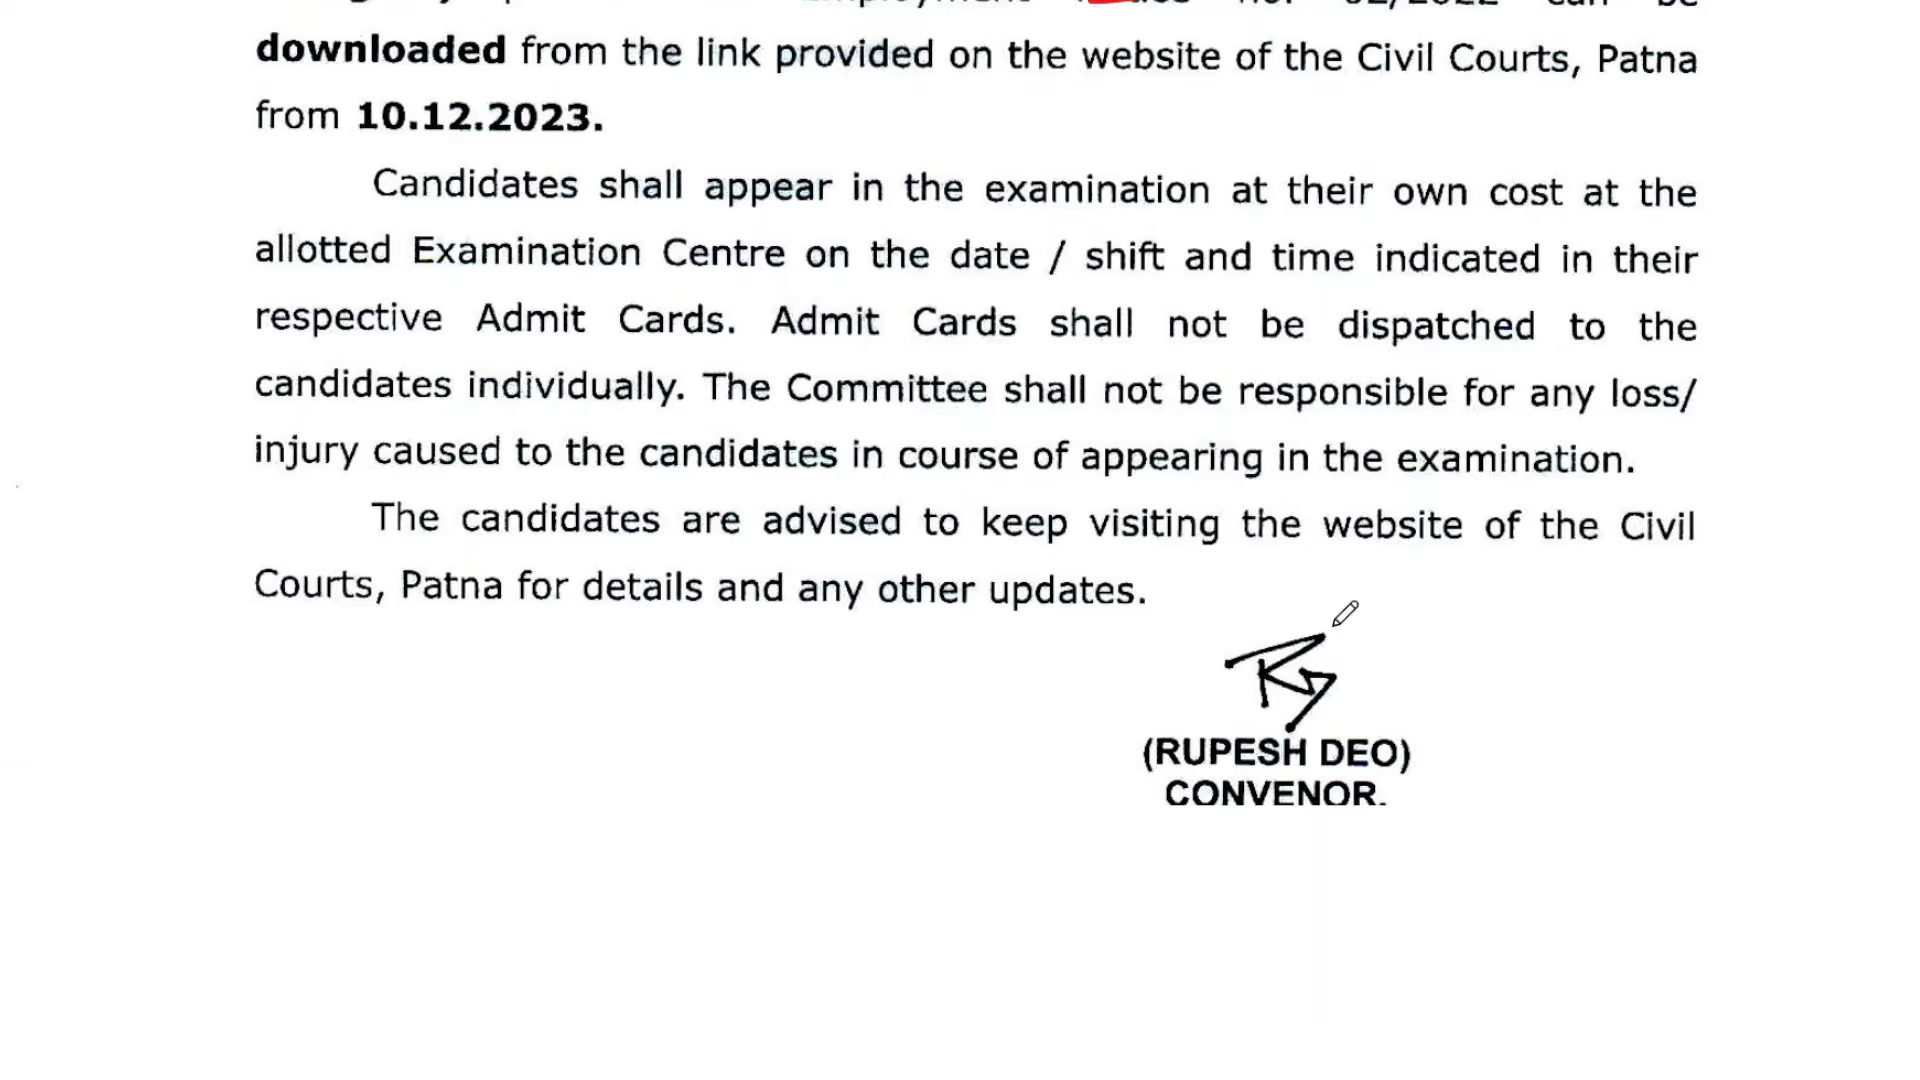 can be
downloaded from the link provided on the website of the Civil Courts, Patna
from 10.12.2023.
Candidates shall appear in the examination at their own cost at the
allotted Examination Centre on the date / shift and time indicated in their
respective Admit Cards. Admit Cards shall not be dispatched to the
candidates individually. The Committee shall not be responsible for any loss/
injury caused to the candidates in course of appearing in the examination.
The candidates are advised to keep visiting the website of the Civil
Courts, Patna for details and any other updates.
(RUPESH DEO)
CONVENOR.